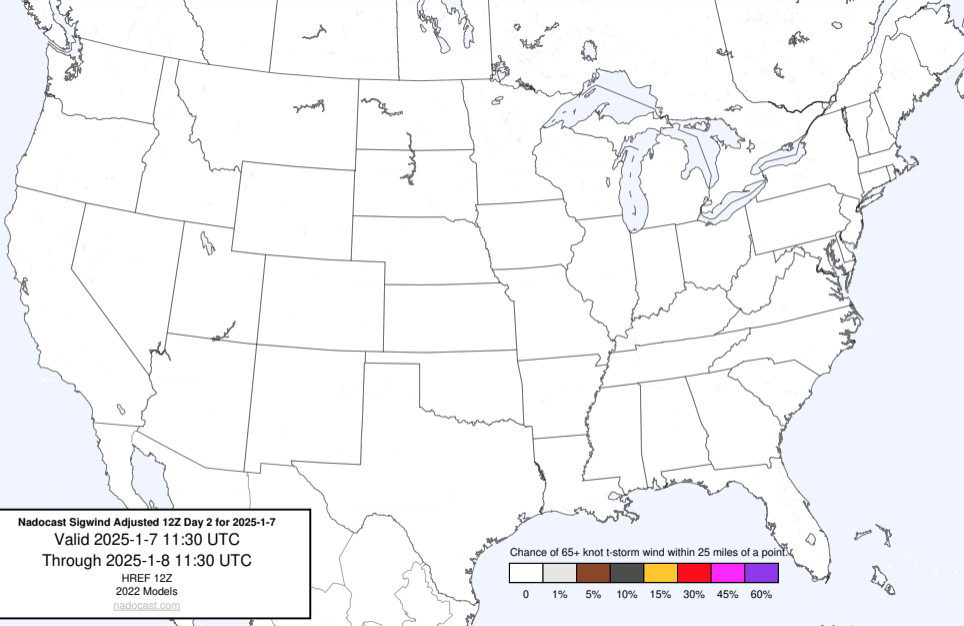 Nadocast Sigwind Adjusted 12Z Day 2 for 2025-1-7
Valid 2025-1-7 11:30 UTC
Through 2025-1-8 11:30 UTC
HREF 12Z
2022 Models
nadocast.com
Chance of 65+ knot t-storm wind within 25 miles of a point.
0 1% 5% 10% 15% 30% 45% 60%